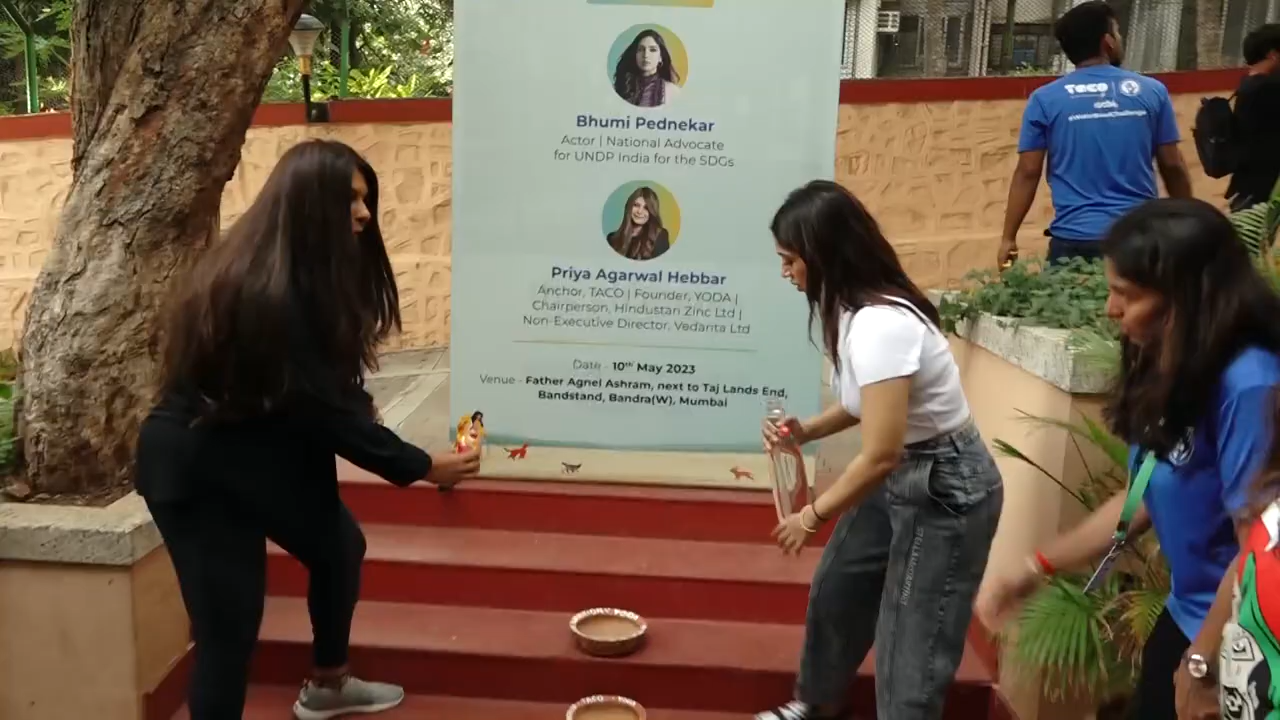 Bhumi Pednekar
Actor | National Advocate
for UNDP India for the SDGs
Priya Agarwal Hebbar
Anchor, TACO | Founder, YODA |
Chairperson, Hindustan Zinc Ltd |
Non-Executive Director, Vedanta Ltd
Date - 10th May 2023
Venue - Father Agnel Ashram, next to Taj Lands End,
Bandstand, Bandra(W), Mumbai
TACO
#WaterBowlChallenge
TACO